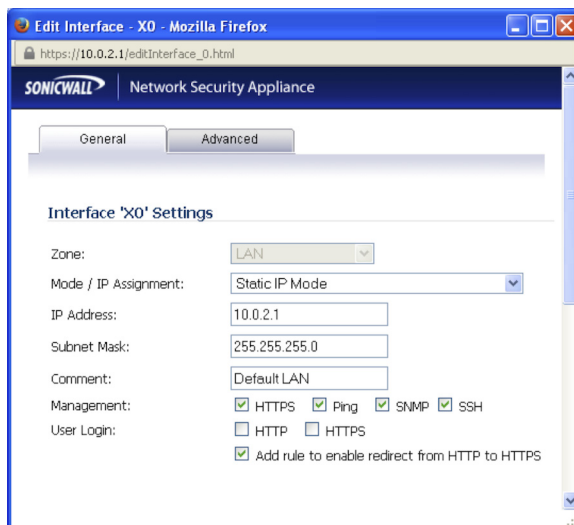 Edit Interface - X0 - Mozilla Firefox
https://10.0.2.1/editInterface_0.html
SONICWALL Network Security Appliance
General Advanced
Interface 'X0' Settings
Zone: LAN
Mode / IP Assignment: Static IP Mode
IP Address: 10.0.2.1
Subnet Mask: 255.255.255.0
Comment: Default LAN
Management: HTTPS Ping SNMP SSH
User Login: HTTP HTTPS
Add rule to enable redirect from HTTP to HTTPS